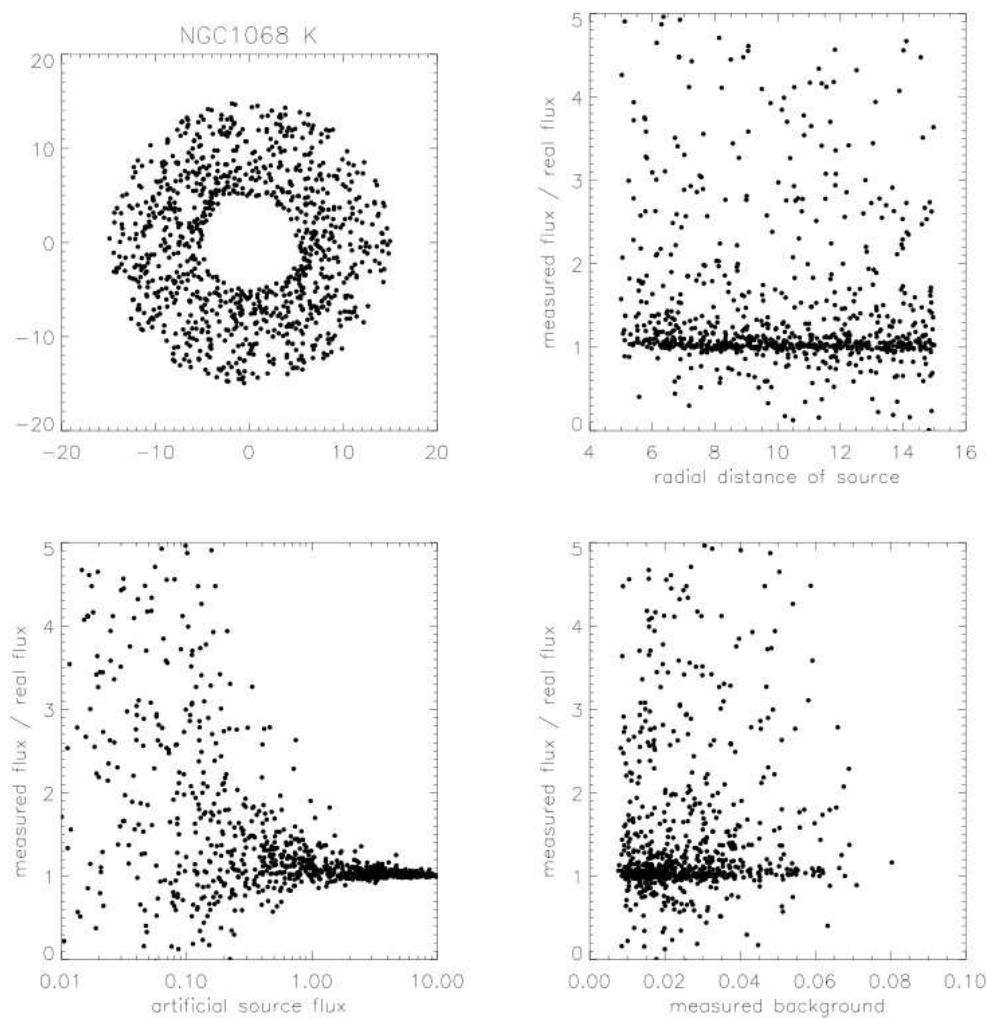 NGC1068 K
20
10
0
−10
−20
−20 −10 0 10 20
measured flux / real flux
5
4
3
2
1
0
4 6 8 10 12 14 16
radial distance of source
measured flux / real flux
5
4
3
2
1
0
0.01 0.10 1.00 10.00
artificial source flux
measured flux / real flux
5
4
3
2
1
0
0.00 0.02 0.04 0.06 0.08 0.10
measured background